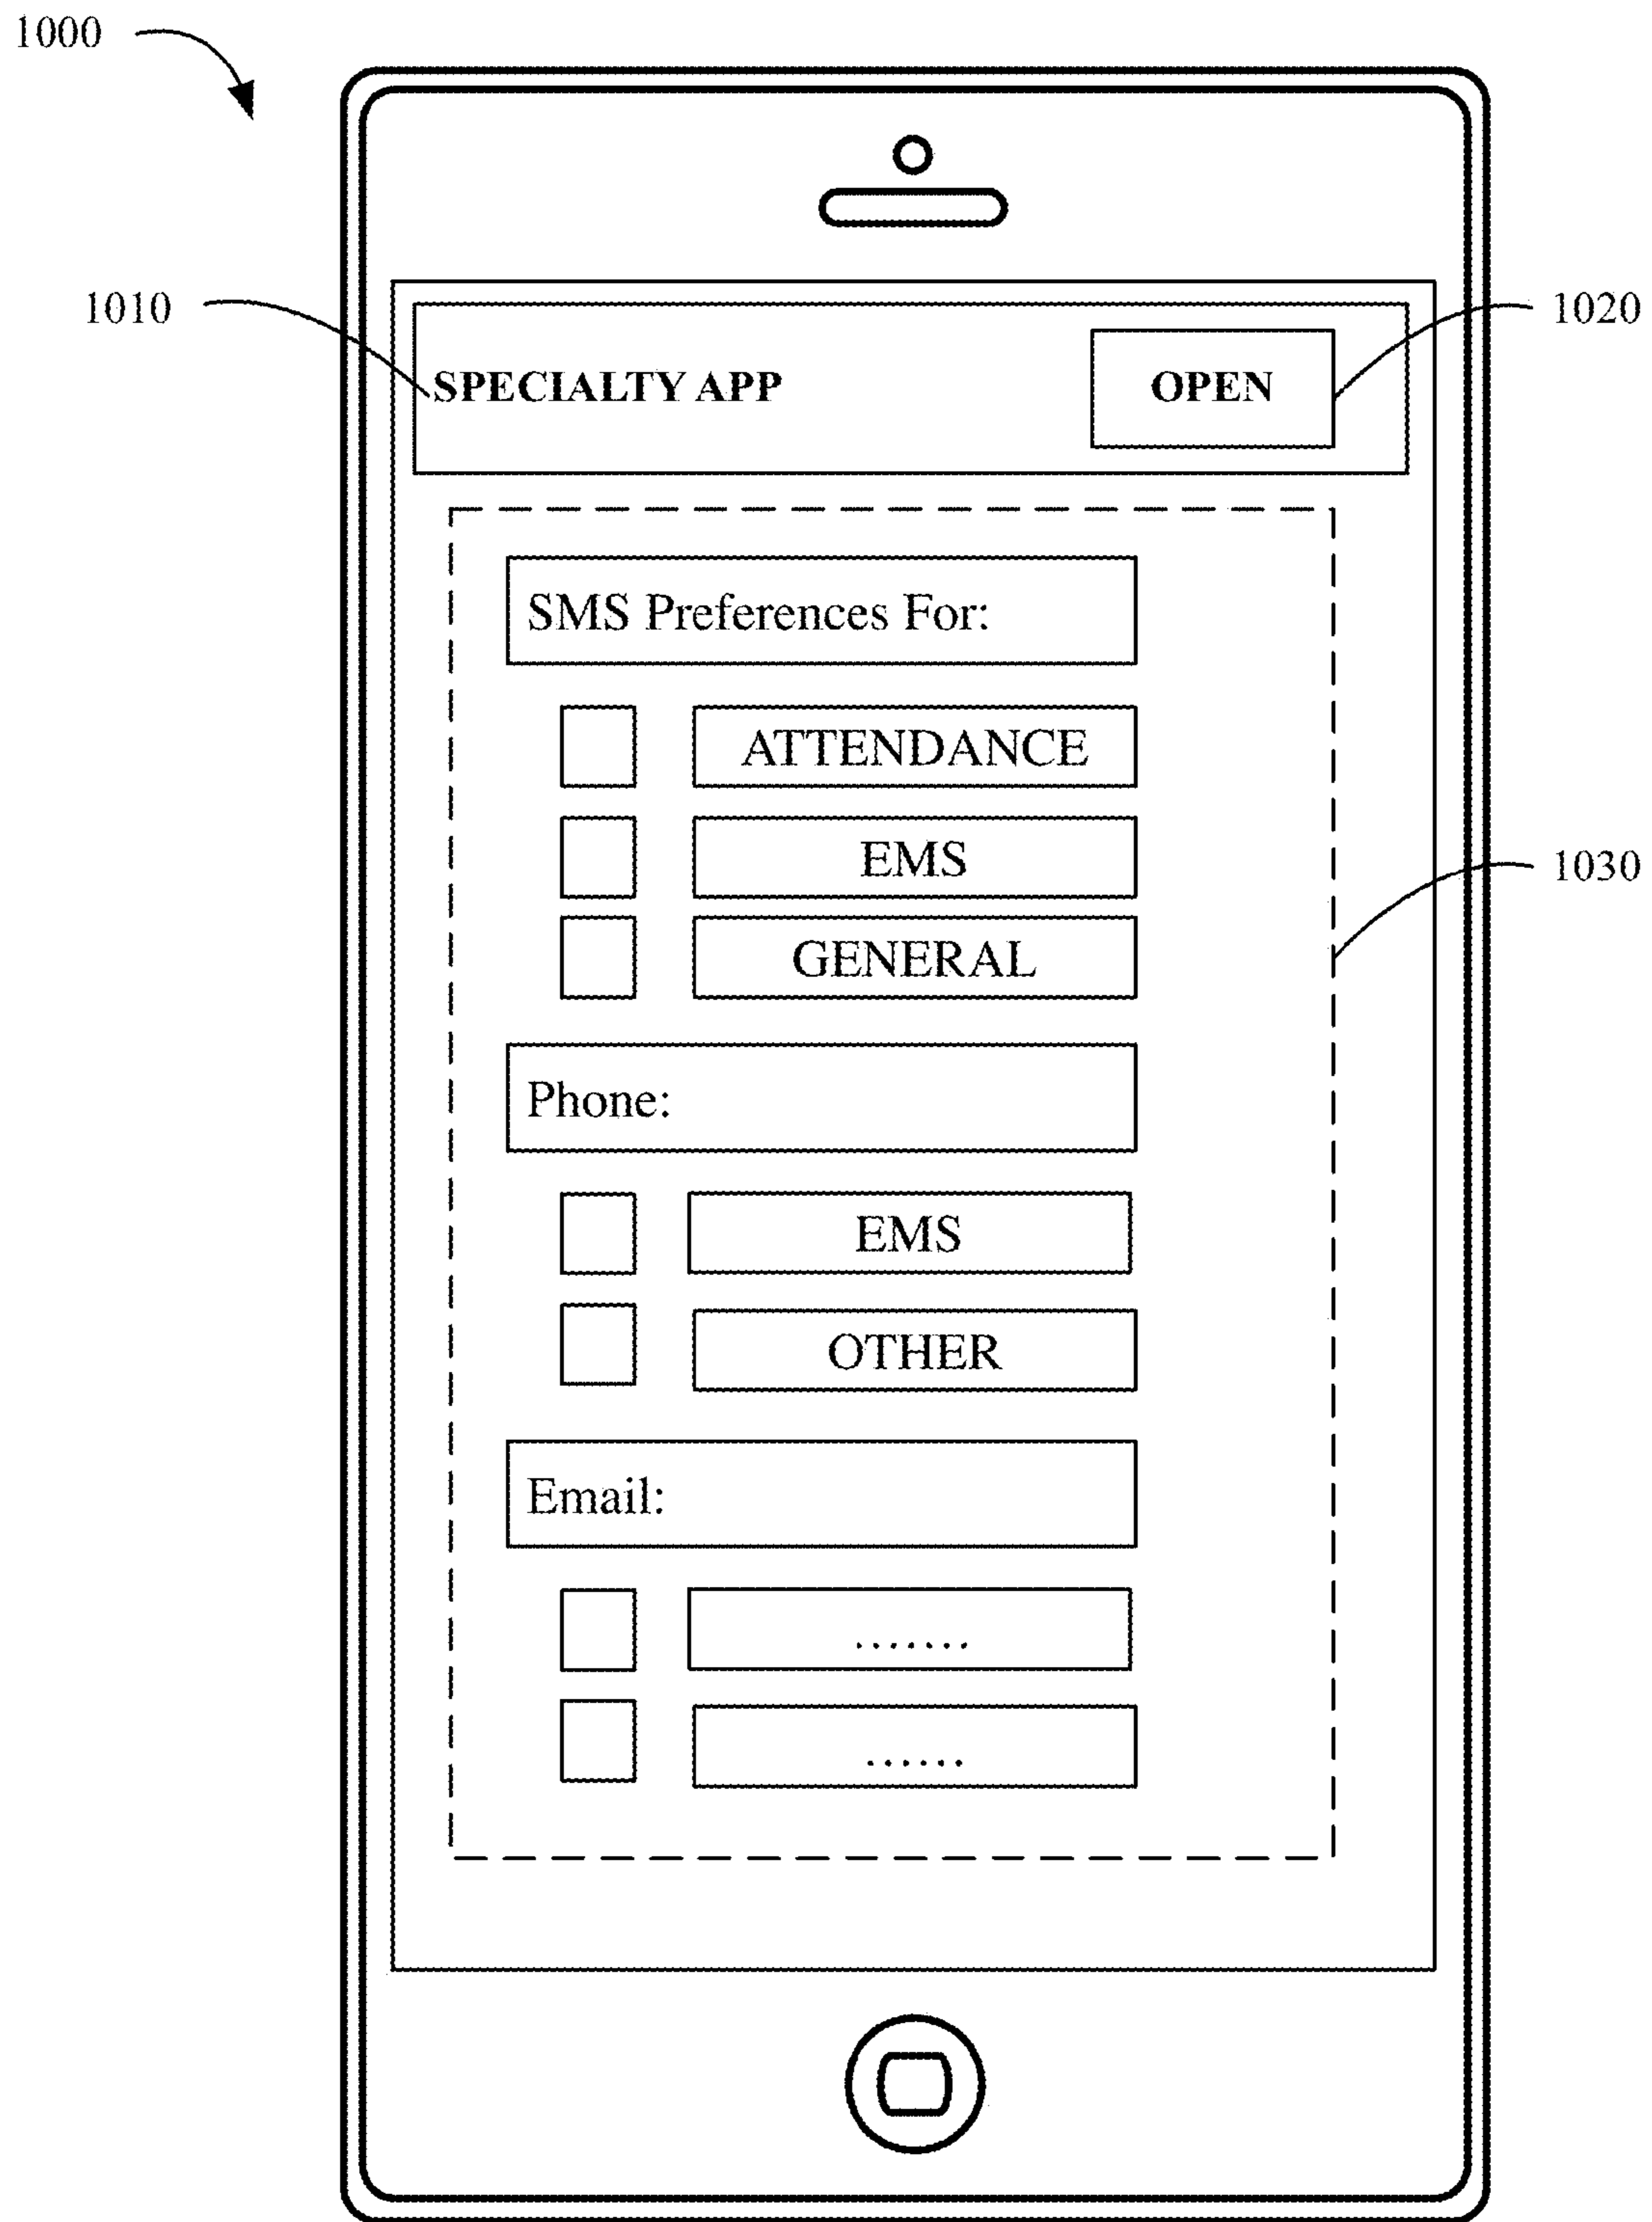 1000
1010
1020
SPECIALTY APP
OPEN
SMS Preferences For:
ATTENDANCE
EMS
1030
GENERAL
Phone:
EMS
OTHER
Email:
.......
......